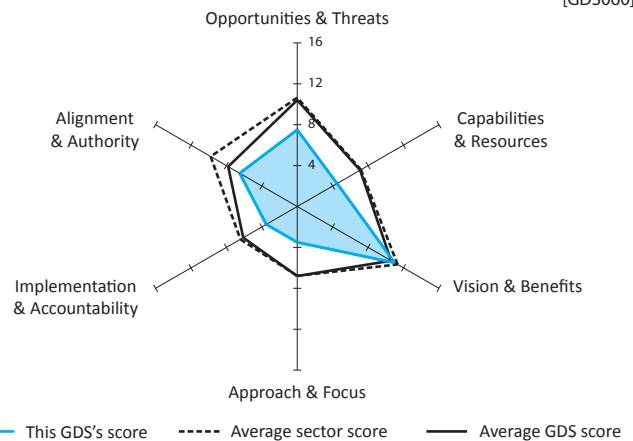 [GDS060]
Opportunities & Threats
16
12
8
4
Alignment
& Authority
Capabilities
& Resources
Implementation
& Accountability
Vision & Benefits
Approach & Focus
This GDS's score
Average sector score
Average GDS score